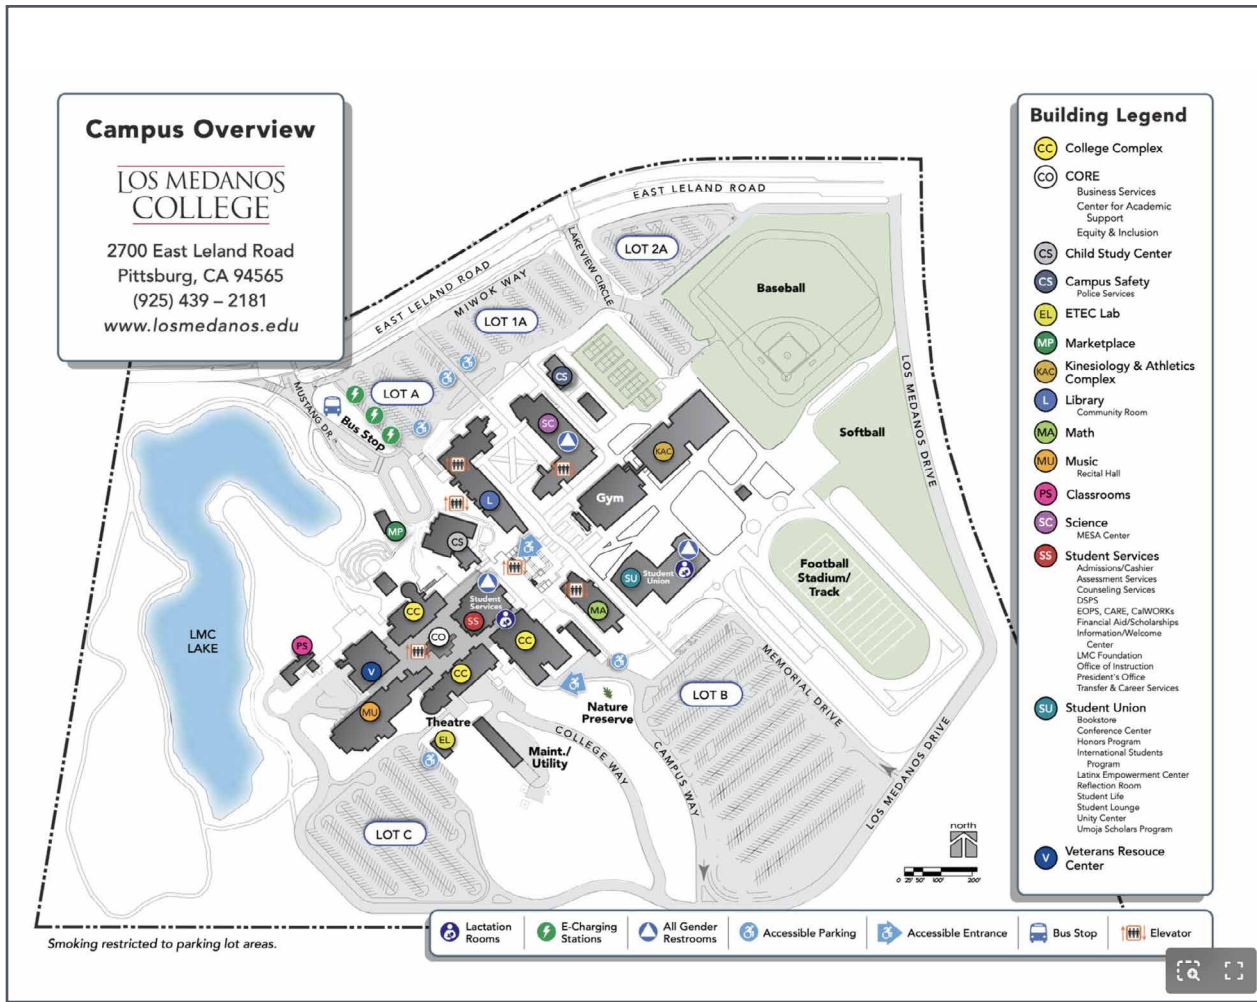 Campus Overview
LOS MEDANOS
COLLEGE
2700 East Leland Road
Pittsburg, CA 94565
(925) 439 – 2181
www.losmedanos.edu
EAST LELAND ROAD
LOT 2A
LAKEVIEW CIRCLE
EAST LELAND ROAD
MIWOK WAY
LOT 1A
Baseball
LOS MEDANOS DRIVE
CS
LOT A
MUSTANG DR.
Bus Stop
SC
Softball
KAC
Gym
L
MP
CS
Football
Stadium/
Track
Student
Union
SU
Student
Services
SS
MA
CC
CO
CC
LMC
LAKE
PS
V
CC
MU
LOT B
MEMORIAL DRIVE
Nature
Preserve
Theatre
EL
Maint./
Utility
COLLEGE WAY
CAMPUS WAY
LOS MEDANOS DRIVE
LOT C
north
0 25' 50' 100' 200'
Smoking restricted to parking lot areas.
Building Legend
CC College Complex
CO CORE
Business Services
Center for Academic
Support
Equity & Inclusion
CS Child Study Center
CS Campus Safety
Police Services
EL ETEC Lab
MP Marketplace
KAC Kinesiology & Athletics
Complex
L Library
Community Room
MA Math
MU Music
Recital Hall
PS Classrooms
SC Science
MESA Center
SS Student Services
Admissions/Cashier
Assessment Services
Counseling Services
DSPS
EOPS, CARE, CalWORKs
Financial Aid/Scholarships
Information/Welcome
Center
LMC Foundation
Office of Instruction
President's Office
Transfer & Career Services
SU Student Union
Bookstore
Conference Center
Honors Program
International Students
Program
Latinx Empowerment Center
Reflection Room
Student Life
Student Lounge
Unity Center
Umoja Scholars Program
V Veterans Resouce
Center
Lactation
Rooms
E-Charging
Stations
All Gender
Restrooms
Accessible Parking
Accessible Entrance
Bus Stop
Elevator